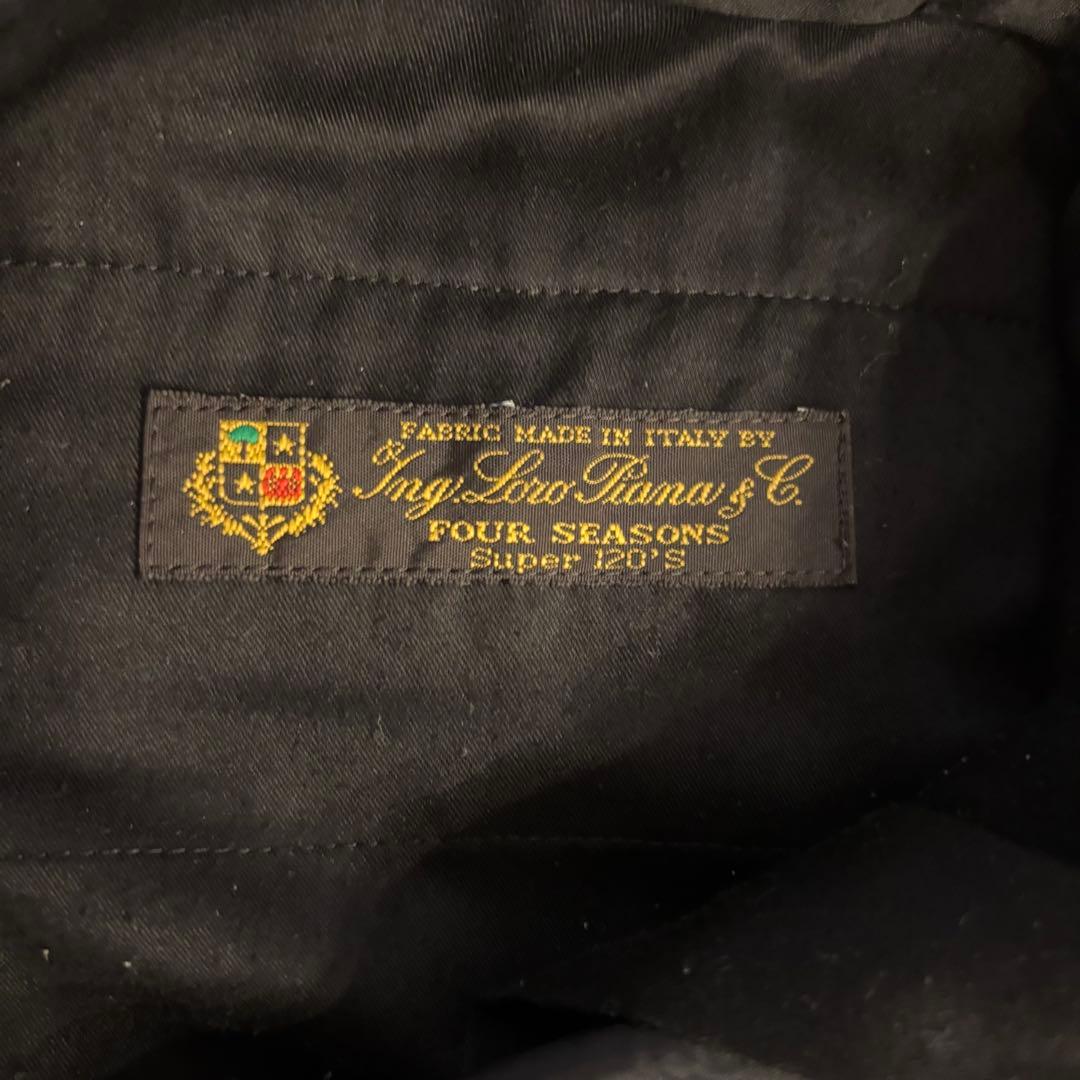 FABRIC MADE IN ITALY BY
Ing Loro Piana & C.
FOUR SEASONS
Super 120'S